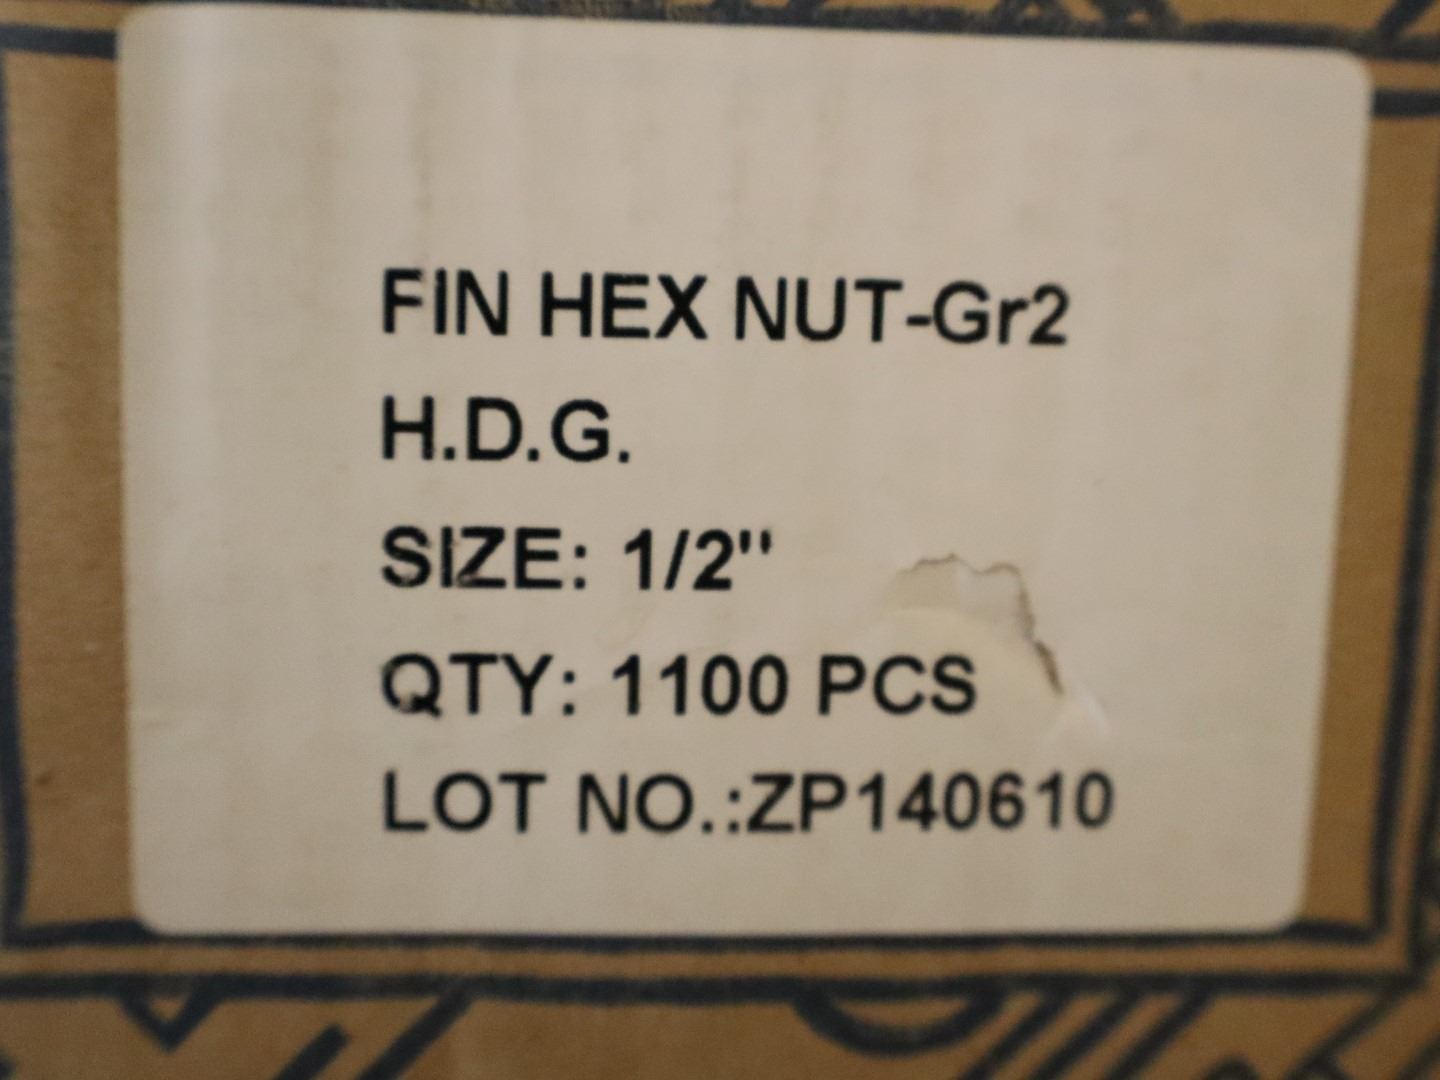 FIN HEX NUT-Gr2
H.D.G.
SIZE: 1/2"
QTY: 1100 PCS
LOT NO.:ZP140610